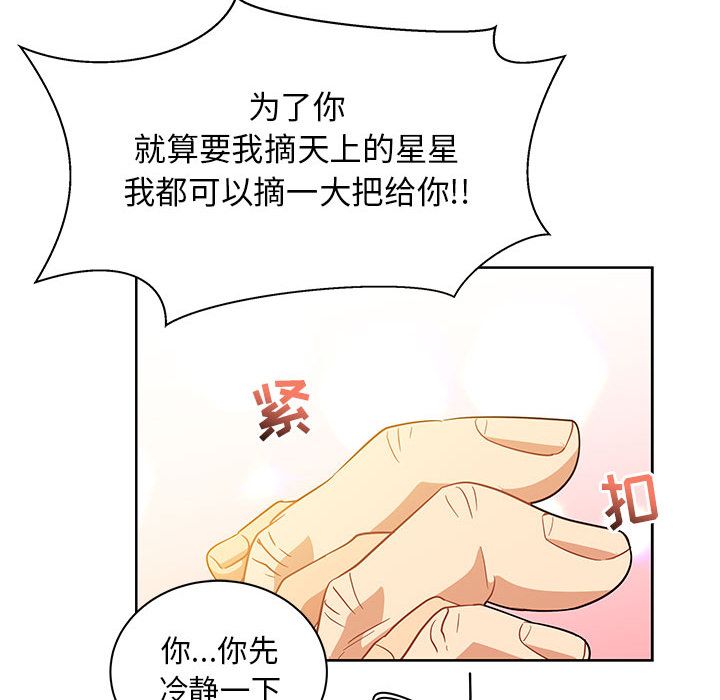 为了你
就算要我摘天上的星星
我都可以摘一大把给你!!
紧
扣
你...你先
冷静一下